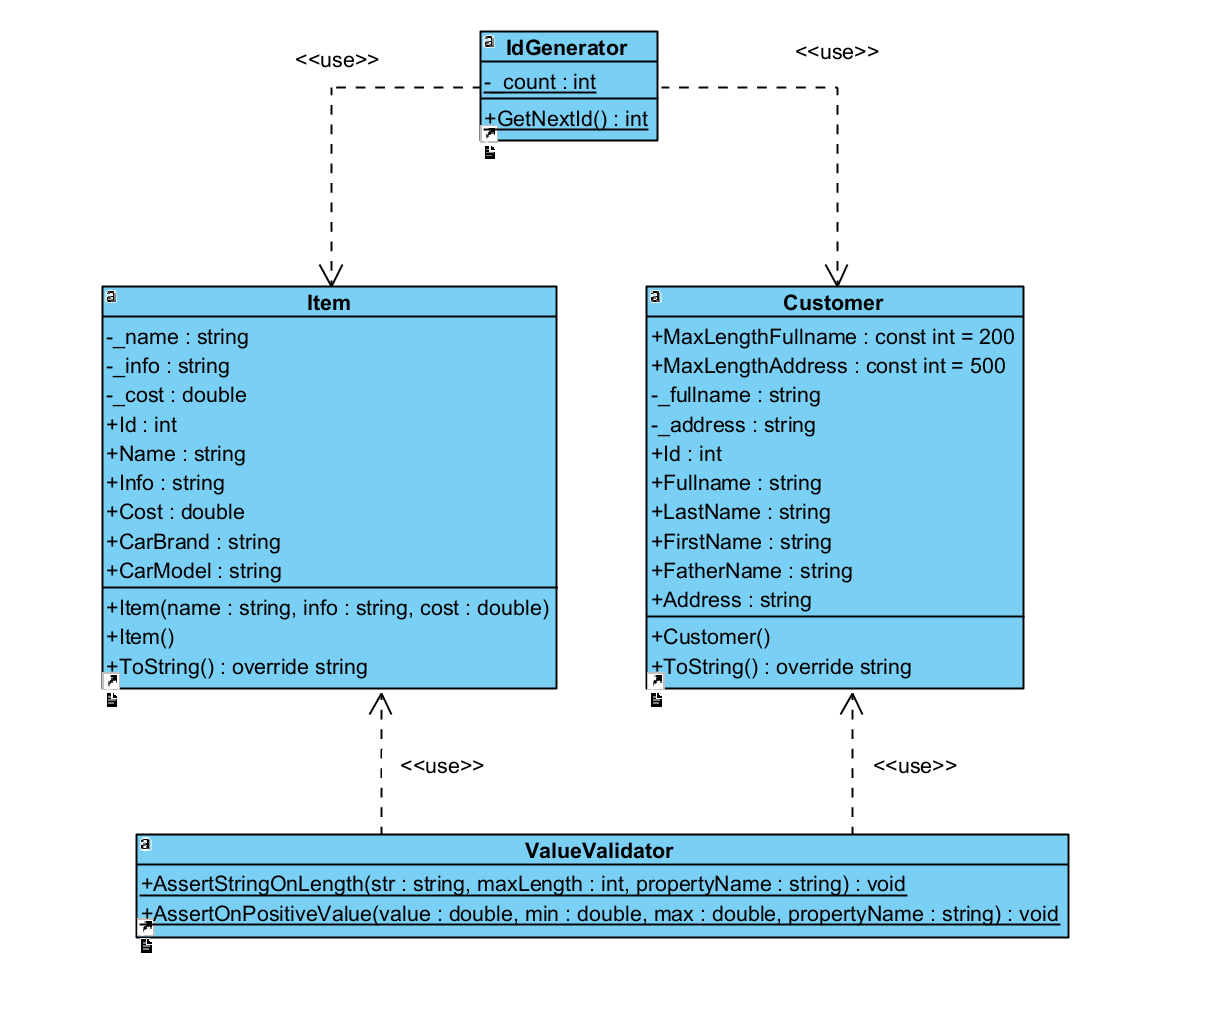 <<use>>
<<use>>
IdGenerator
-_count : int
+GetNextId() : int
Item
-_name : string
-_info : string
-_cost : double
+Id : int
+Name : string
+Info : string
+Cost : double
+CarBrand : string
+CarModel : string
+Item(name : string, info : string, cost : double)
+Item()
+ToString() : override string
Customer
+MaxLengthFullname : const int = 200
+MaxLengthAddress : const int = 500
-_fullname : string
-_address : string
+Id : int
+Fullname : string
+LastName : string
+FirstName : string
+FatherName : string
+Address : string
+Customer()
+ToString() : override string
<<use>>
<<use>>
ValueValidator
+AssertStringOnLength(str : string, maxLength : int, propertyName : string) : void
+AssertOnPositiveValue(value : double, min : double, max : double, propertyName : string) : void